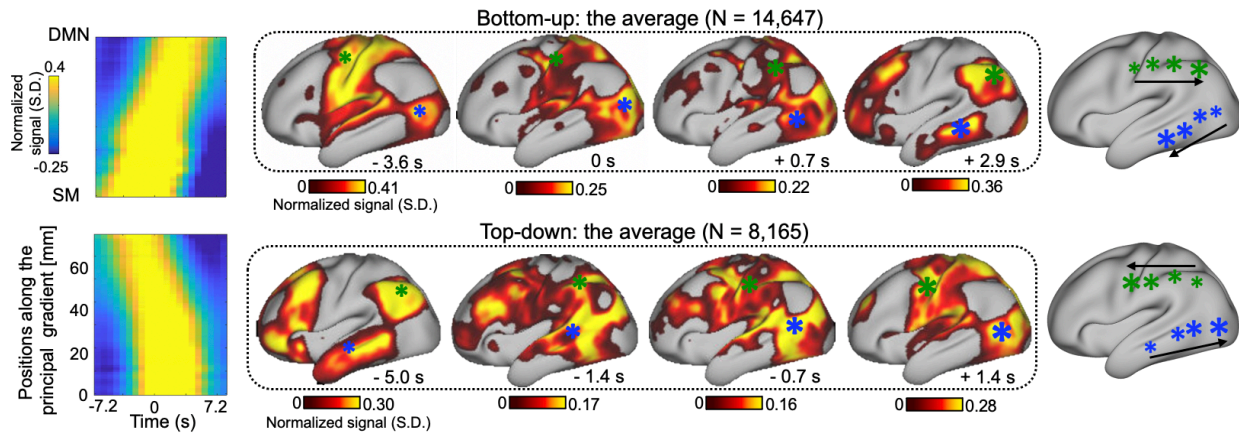 Bottom-up: the average (N = 14,647)
DMN
Normalized
signal (S.D.)
0.4
-0.25
SM
- 3.6 s
0 s
+ 0.7 s
+ 2.9 s
0 0.41
0 0.25
0 0.22
0 0.36
Normalized signal (S.D.)
Top-down: the average (N = 8,165)
Positions along the
principal gradient [mm]
60
40
20
0
-7.2 0 7.2
Time (s)
- 5.0 s
- 1.4 s
- 0.7 s
+ 1.4 s
0 0.30
0 0.17
0 0.16
0 0.28
Normalized signal (S.D.)